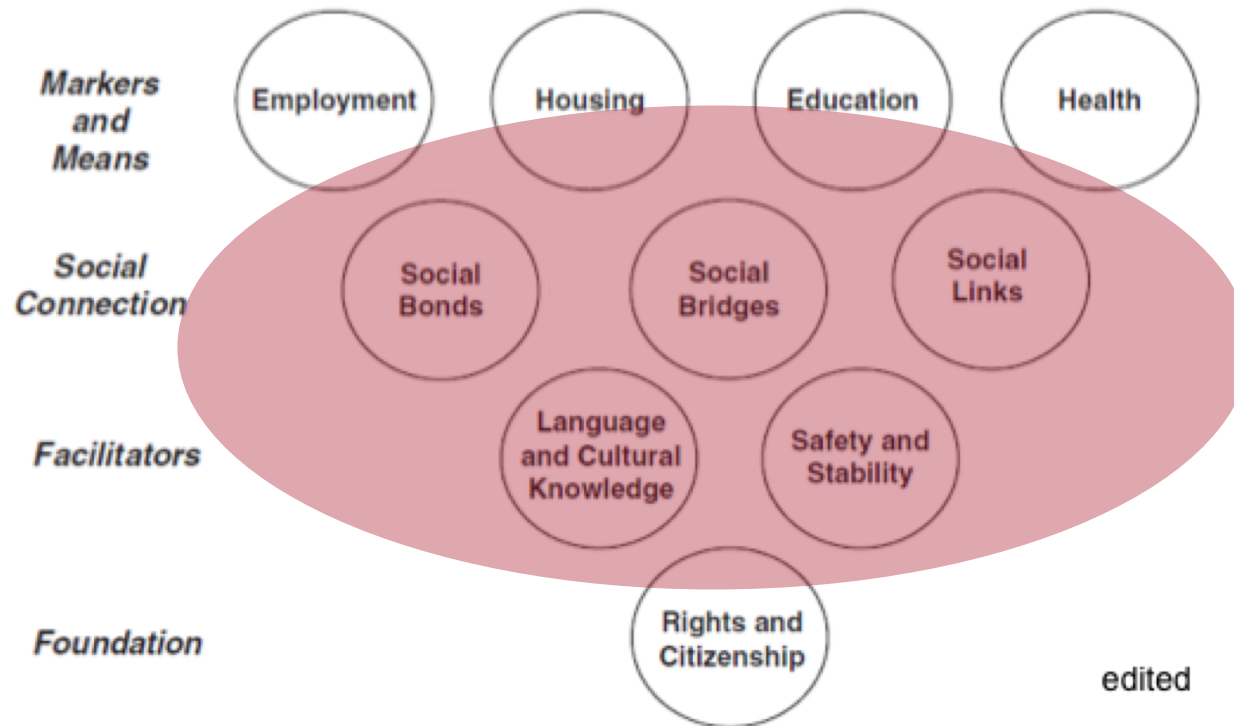 Markers
and
Means
Employment
Housing
Education
Health
Social
Connection
Social
Bonds
Social
Bridges
Social
Links
Facilitators
Language
and Cultural
Knowledge
Safety and
Stability
Foundation
Rights and
Citizenship
edited